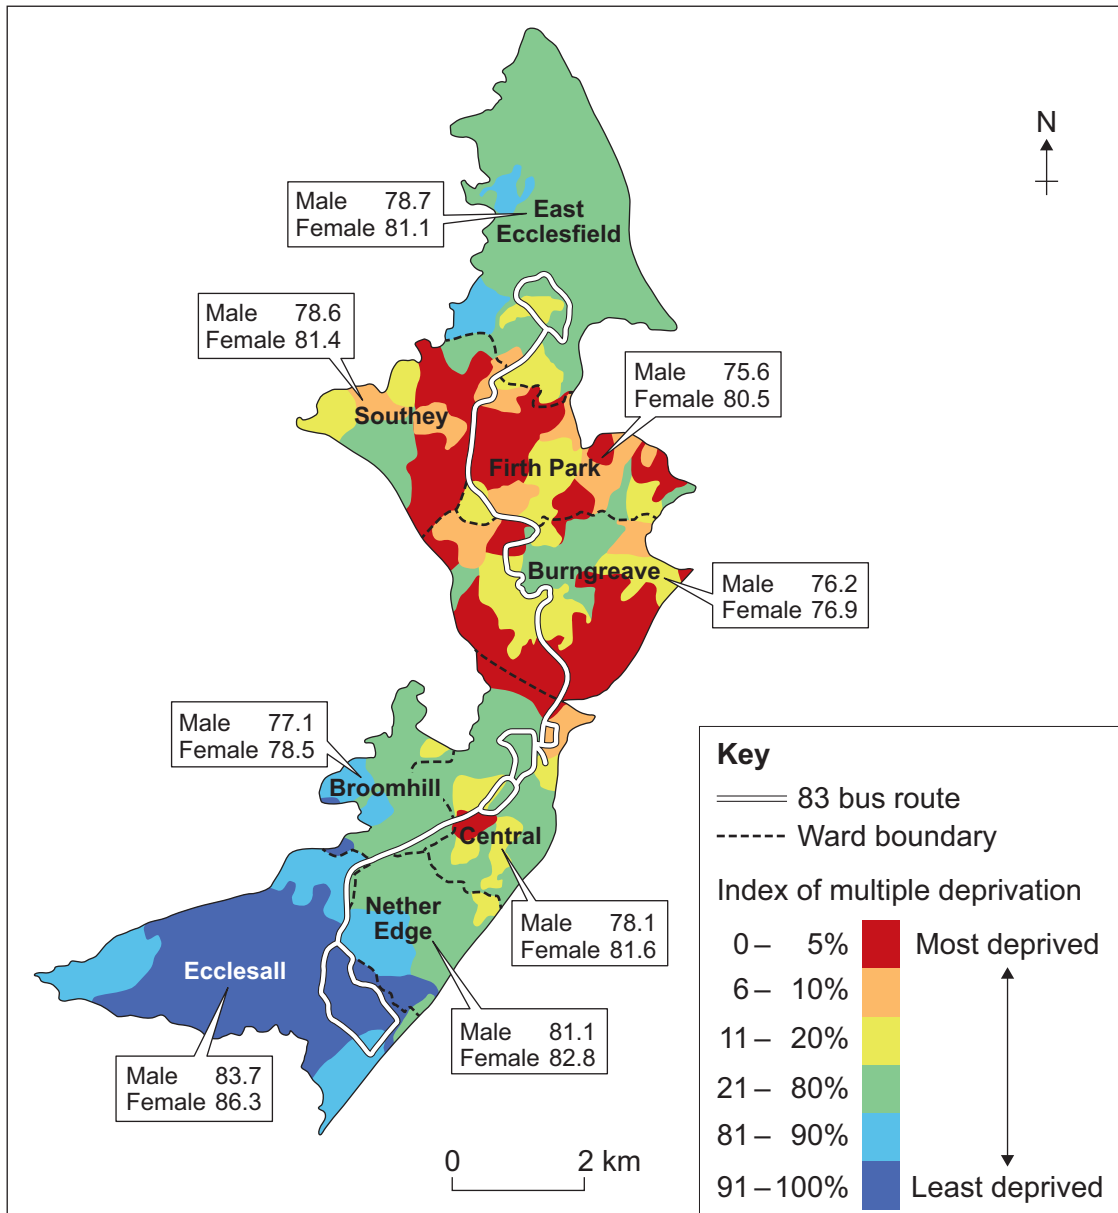 N
Male 78.7
Female 81.1
East
Ecclesfield
Male 78.6
Female 81.4
Male 75.6
Female 80.5
Southey
Firth Park
Burngreave
Male 76.2
Female 76.9
Male 77.1
Female 78.5
Broomhill
Central
Nether
Edge
Male 78.1
Female 81.6
Ecclesall
Male 81.1
Female 82.8
Male 83.7
Female 86.3
0 2 km
Key
83 bus route
Ward boundary
Index of multiple deprivation
0 – 5% Most deprived
6 – 10%
11 – 20%
21 – 80%
81 – 90%
91 – 100% Least deprived